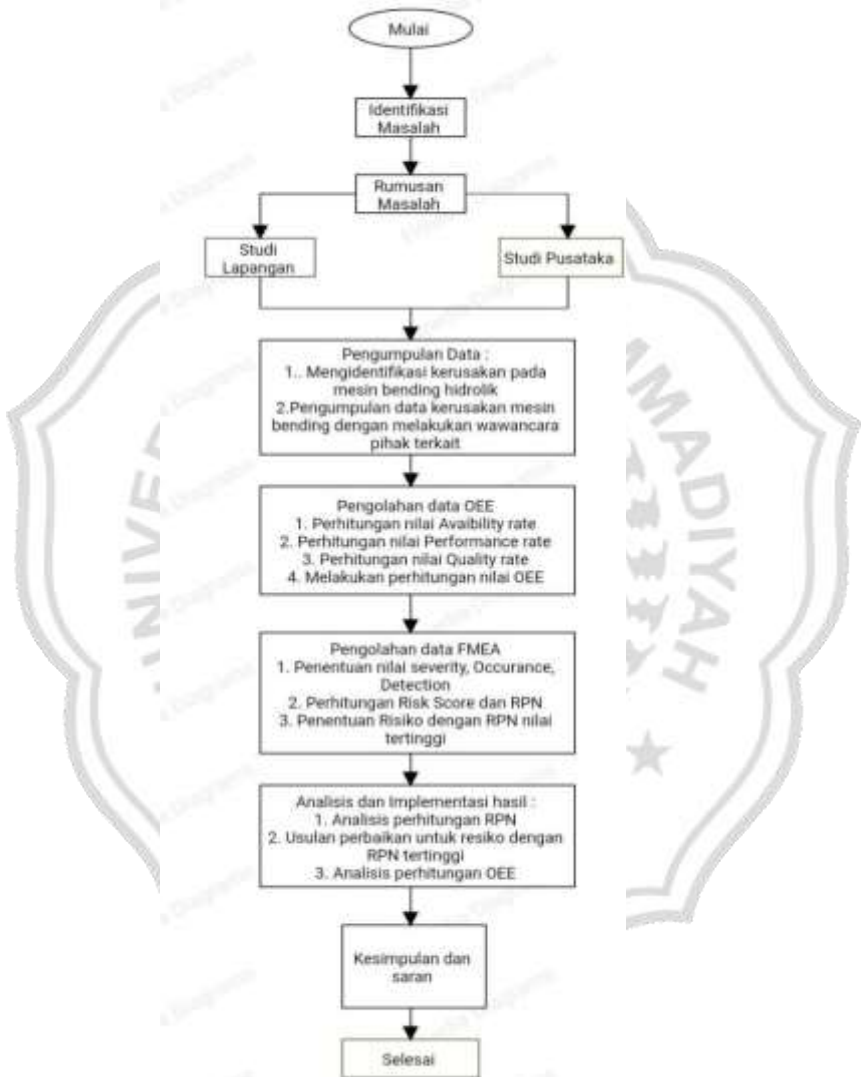 Mulai
Identifikasi
Masalah
Rumusan
Masalah
Studi
Lapangan
Studi Pusataka
Pengumpulan Data :
1.. Mengidentifikasi kerusakan pada
mesin bending hidrolik
2.Pengumpulan data kerusakan mesin
bending dengan melakukan wawancara
pihak terkait
Pengolahan data OEE
1. Perhitungan nilai Avaibility rate
2. Perhitungan nilai Performance rate
3. Perhitungan nilai Quality rate
4. Melakukan perhitungan nilai OEE
Pengolahan data FMEA
1. Penentuan nilai severity, Occurance,
Detection
2. Perhitungan Risk Score dan RPN
3. Penentuan Risiko dengan RPN nilai
tertinggi
Analisis dan Implementasi hasil :
1. Analisis perhitungan RPN
2. Usulan perbaikan untuk resiko dengan
RPN tertinggi
3. Analisis perhitungan OEE
Kesimpulan dan
saran
Selesai